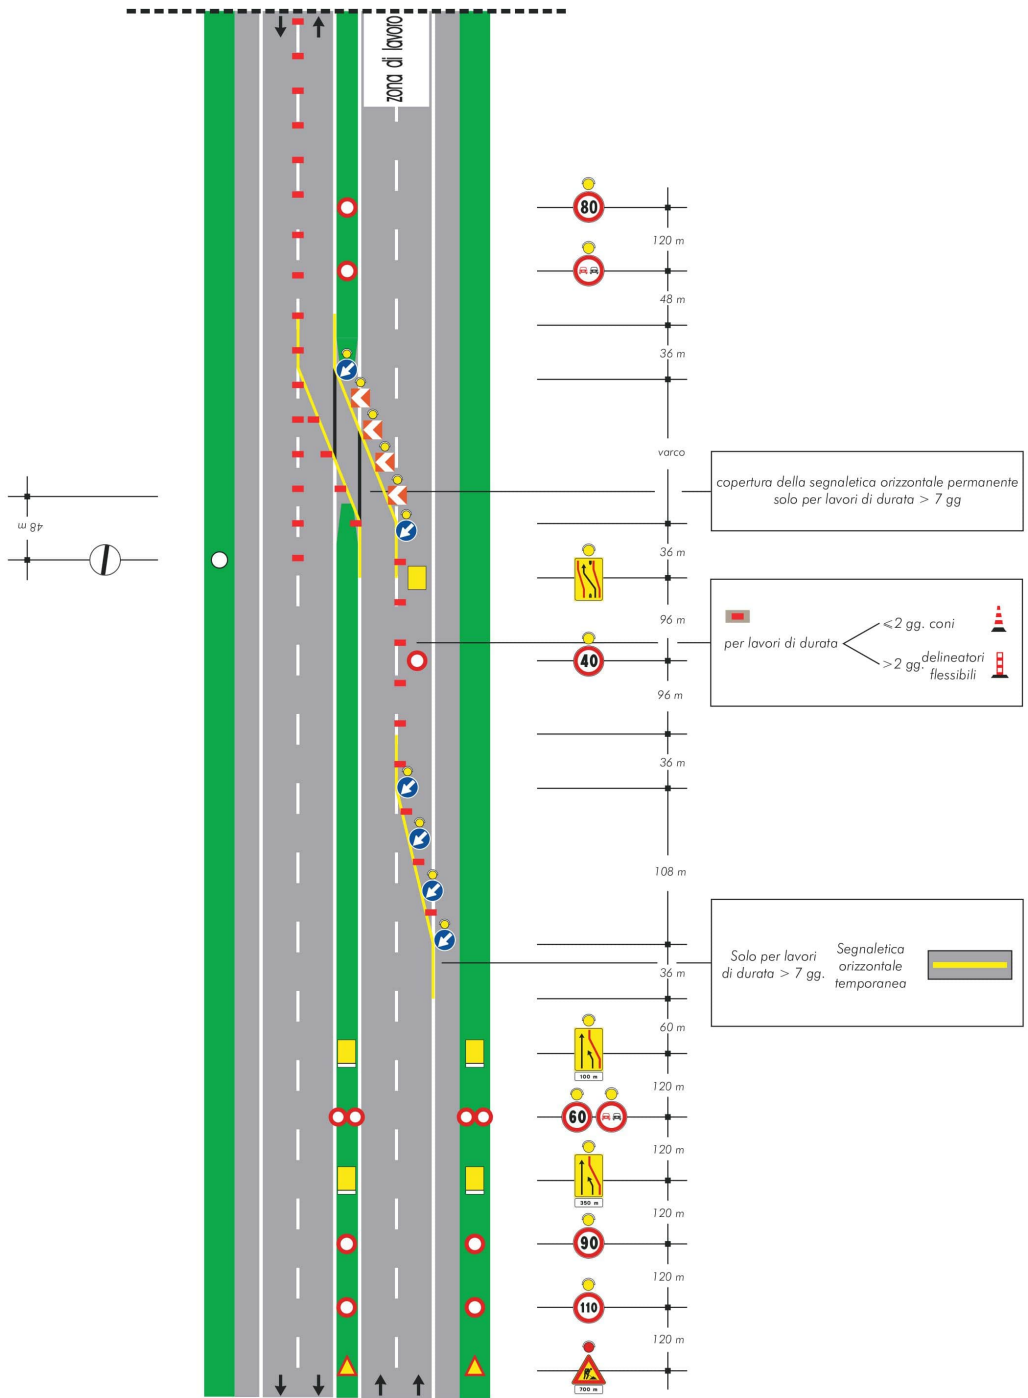 zona di lavoro
80
120 m
48 m
36 m
varco
copertura della segnaletica orizzontale permanente
solo per lavori di durata > 7 gg
48 m
36 m
96 m
per lavori di durata
≤2 gg. coni
>2 gg. delineatori
flessibili
40
96 m
36 m
108 m
Solo per lavori
di durata > 7 gg.
Segnaletica
orizzontale
temporanea
36 m
60 m
100 m
120 m
60
120 m
350 m
120 m
90
120 m
110
120 m
700 m